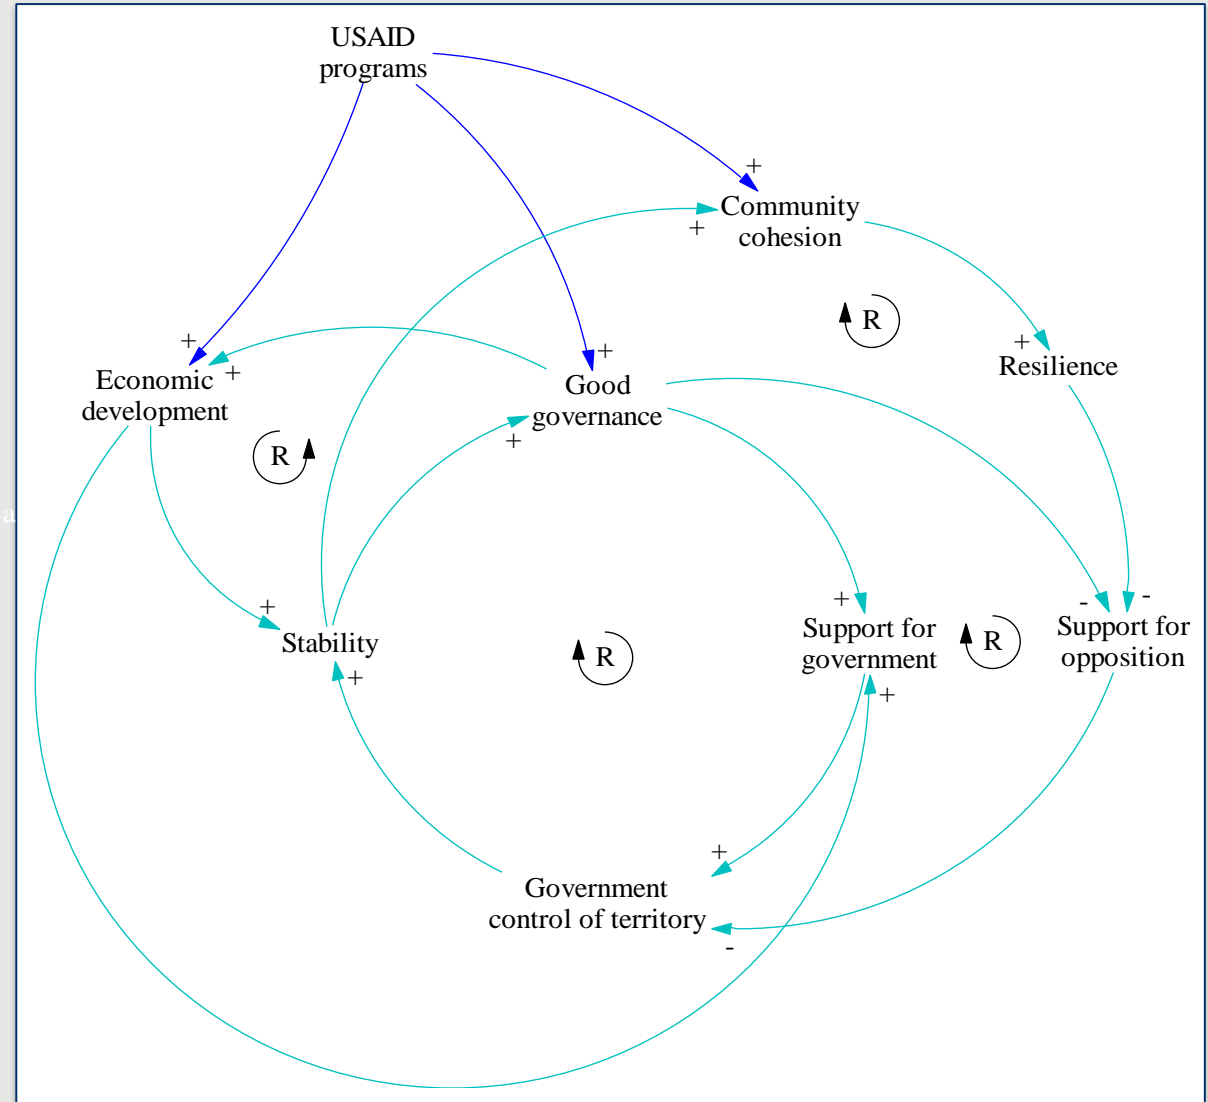 USAID
programs
+
Community
cohesion
+
R
+
Resilience
+
+
+
Economic
development
Good
governance
+
R
+
Stability
+
R
+
Support for
government
+
R
-
-
Support for
opposition
+
Government
control of territory
-
a